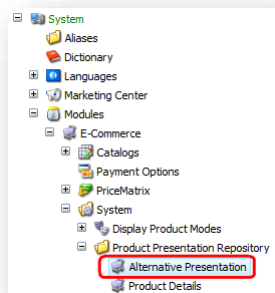 System
Aliases
Dictionary
Languages
Marketing Center
Modules
E-Commerce
Catalogs
Payment Options
PriceMatrix
System
Display Product Modes
Product Presentation Repository
Alternative Presentation
Product Details